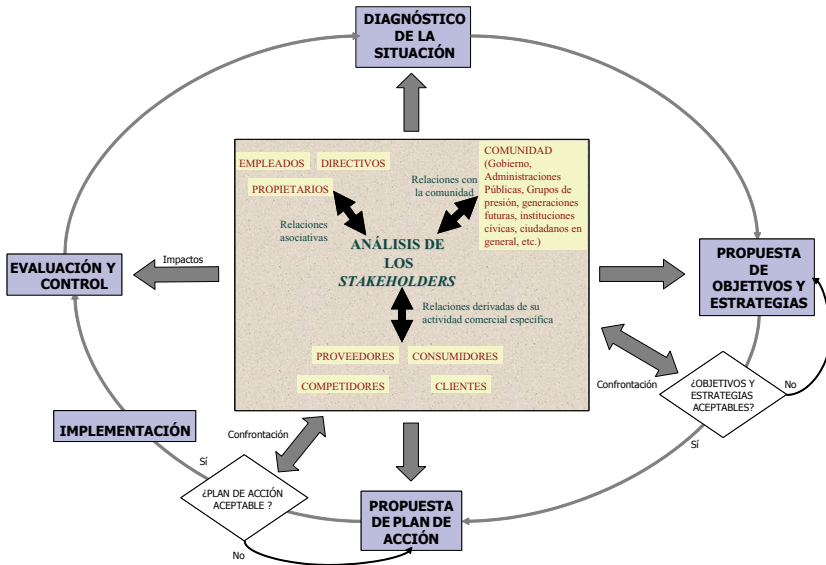 DIAGNÓSTICO
DE LA
SITUACIÓN
EMPLEADOS
DIRECTIVOS
PROPIETARIOS
Relaciones
asociativas
Relaciones con
la comunidad
COMUNIDAD
(Gobierno,
Administraciones
Públicas, Grupos de
presión, generaciones
futuras, instituciones
cívicas, ciudadanos en
general, etc.)
ANÁLISIS DE
LOS
STAKEHOLDERS
Relaciones derivadas de su
actividad comercial específica
PROVEEDORES
CONSUMIDORES
COMPETIDORES
CLIENTES
EVALUACIÓN Y
CONTROL
Impactos
PROPUESTA
DE
OBJETIVOS Y
ESTRATEGIAS
Confrontación
¿OBJETIVOS Y
ESTRATEGIAS
ACEPTABLES?
No
Sí
IMPLEMENTACIÓN
Confrontación
Sí
¿PLAN DE ACCIÓN
ACEPTABLE ?
No
PROPUESTA
DE PLAN DE
ACCIÓN